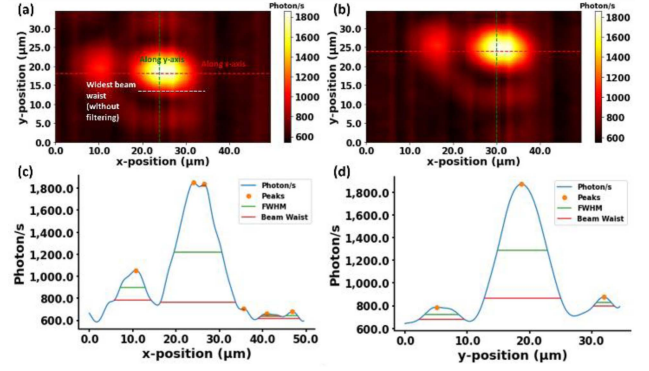 (a)
Photon/s
y-position (µm)
30.0
25.0
20.0
15.0
10.0
5.0
0.0
Along y-axis
Along x-axis
Widest beam
waist
(without
filtering)
0.0 10.0 20.0 30.0 40.0
x-position (µm)
1800
1600
1400
1200
1000
800
600
(b)
Photon/s
y-position (µm)
30.0
25.0
20.0
15.0
10.0
5.0
0.0
0.0 10.0 20.0 30.0 40.0
x-position (µm)
1800
1600
1400
1200
1000
800
600
(c)
Photon/s
1,800.0
1,600.0
1,400.0
1,200.0
1,000.0
800.0
600.0
Photon/s
Peaks
FWHM
Beam Waist
0.0 10.0 20.0 30.0 40.0 50.0
x-position (µm)
(d)
Photon/s
1,800.0
1,600.0
1,400.0
1,200.0
1,000.0
800.0
600.0
Photon/s
Peaks
FWHM
Beam Waist
0.0 10.0 20.0 30.0
y-position (µm)